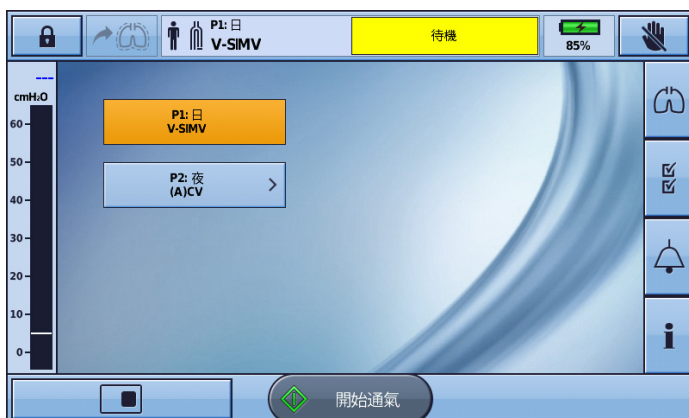 P1: 日
V-SIMV
待機
85%
---
cmH₂O
60
50
40
30
20
10
0
P1: 日
V-SIMV
P2: 夜
(A)CV
開始通氣